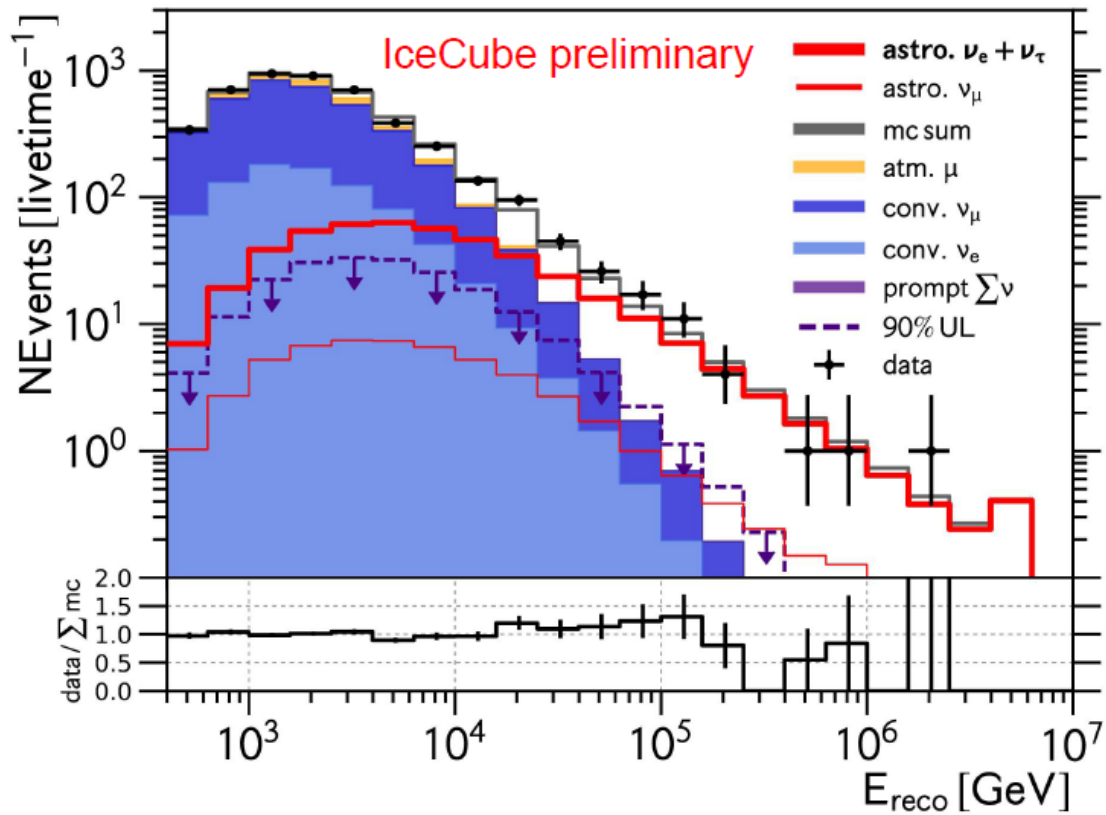 IceCube preliminary
NEvents [livetime⁻¹]
10³
10²
10¹
10⁰
astro. νₑ + ντ
astro. νμ
mc sum
atm. μ
conv. νμ
conv. νₑ
prompt ∑ν
90% UL
data
data / ∑ mc
2.0
1.5
1.0
0.5
0.0
10³ 10⁴ 10⁵ 10⁶ 10⁷
E_reco [GeV]